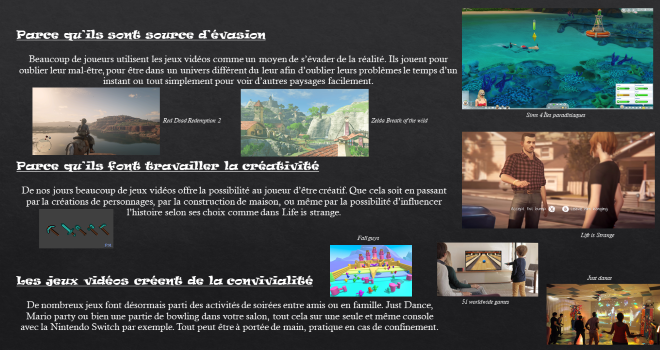 Parce qu'ils sont source d'évasion
Beaucoup de joueurs utilisent les jeux vidéos comme un moyen de s'évader de la réalité. Ils jouent pour
oublier leur mal-être, pour être dans un univers différent du leur afin d'oublier leurs problèmes le temps d'un
instant ou tout simplement pour voir d'autres paysages facilement.
Sims 4 îles paradisiaques
Red Dead Redemption 2
Zelda Breath of the wild
Parce qu'ils font travailler la créativité
De nos jours beaucoup de jeux vidéos offre la possibilité au joueur d'être créatif. Que cela soit en passant
par la créations de personnages, par la construction de maison, ou même par la possibilité d'influencer
l'histoire selon ses choix comme dans Life is strange.
Life is Strange
Fall guys
51 worldwide games
Just dance
Les jeux vidéos créent de la convivialité
De nombreux jeux font désormais parti des activités de soirées entre amis ou en famille. Just Dance,
Mario party ou bien une partie de bowling dans votre salon, tout cela sur une seule et même console
avec la Nintendo Switch par exemple. Tout peut être à portée de main, pratique en cas de confinement.